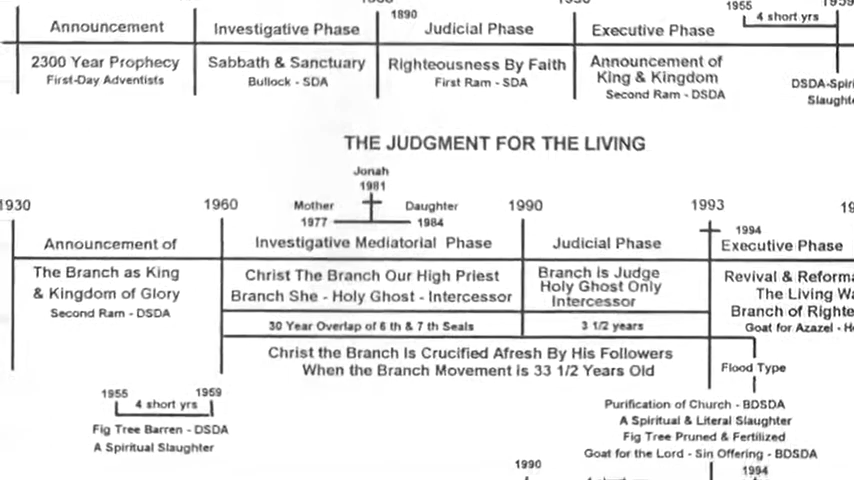 1890
1955
4 short yrs
Announcement
Investigative Phase
Judicial Phase
Executive Phase
2300 Year Prophecy
First-Day Adventists
Sabbath & Sanctuary
Bullock - SDA
Righteousness By Faith
First Ram - SDA
Announcement of
King & Kingdom
Second Ram - DSDA
THE JUDGMENT FOR THE LIVING
Jonah
1981
Mother
1977
Daughter
1984
1930
1960
1990
1993
1994
Announcement of
Investigative Mediatorial Phase
Judicial Phase
Executive Phase
The Branch as King
& Kingdom of Glory
Second Ram - DSDA
Christ The Branch Our High Priest
Branch She - Holy Ghost - Intercessor
Branch is Judge
Holy Ghost Only
Intercessor
Revival &
The Living
Branch of
Goat for Azazel -
30 Year Overlap of 6 th & 7 th Seals
3 1/2 years
Christ the Branch Is Crucified Afresh By His Followers
When the Branch Movement is 33 1/2 Years Old
Flood Type
1955
1959
4 short yrs
Fig Tree Barren - DSDA
A Spiritual Slaughter
Purification of Church - BDSDA
A Spiritual & Literal Slaughter
Fig Tree Pruned & Fertilized
Goat for the Lord - Sin Offering - BDSDA
1990
1994